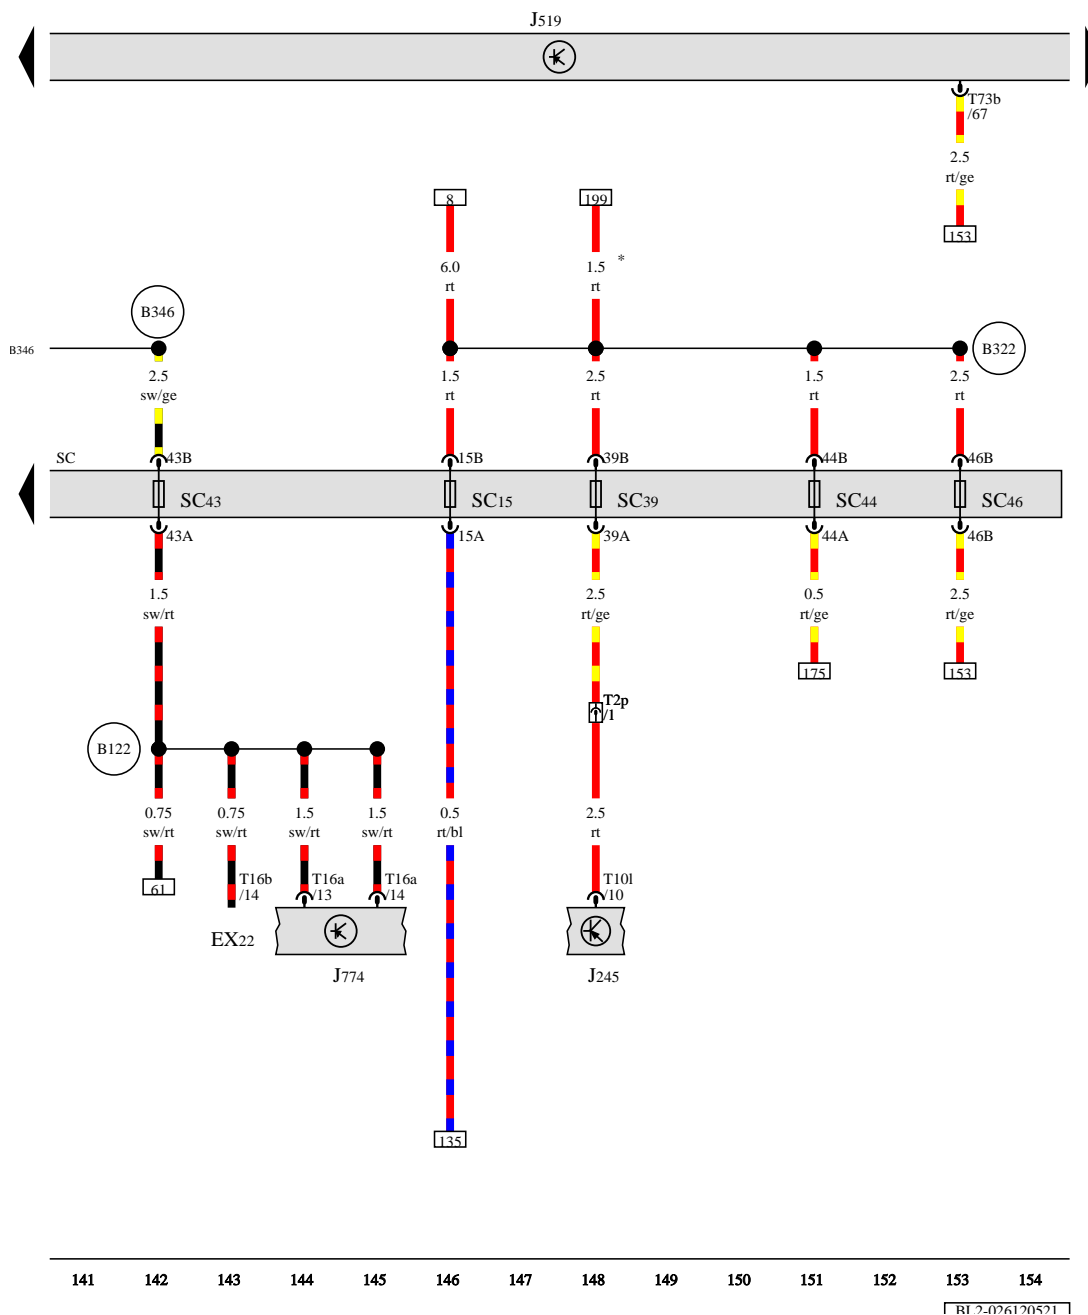 J519
T73b
/67
2.5
rt/ge
153
8
199
6.0
rt
1.5
rt
*
B346
B346
B322
2.5
sw/ge
1.5
rt
2.5
rt
1.5
rt
2.5
rt
SC
43B
15B
39B
44B
46B
SC43
SC15
SC39
SC44
SC46
43A
15A
39A
44A
46B
1.5
sw/rt
2.5
rt/ge
0.5
rt/ge
2.5
rt/ge
175
153
T2p
/1
B122
0.75
sw/rt
0.75
sw/rt
1.5
sw/rt
1.5
sw/rt
0.5
rt/bl
2.5
rt
61
T16b
/14
T16a
/13
T16a
/14
T10l
/10
EX22
J774
J245
135
141 142 143 144 145 146 147 148 149 150 151 152 153 154
BL2-026120521